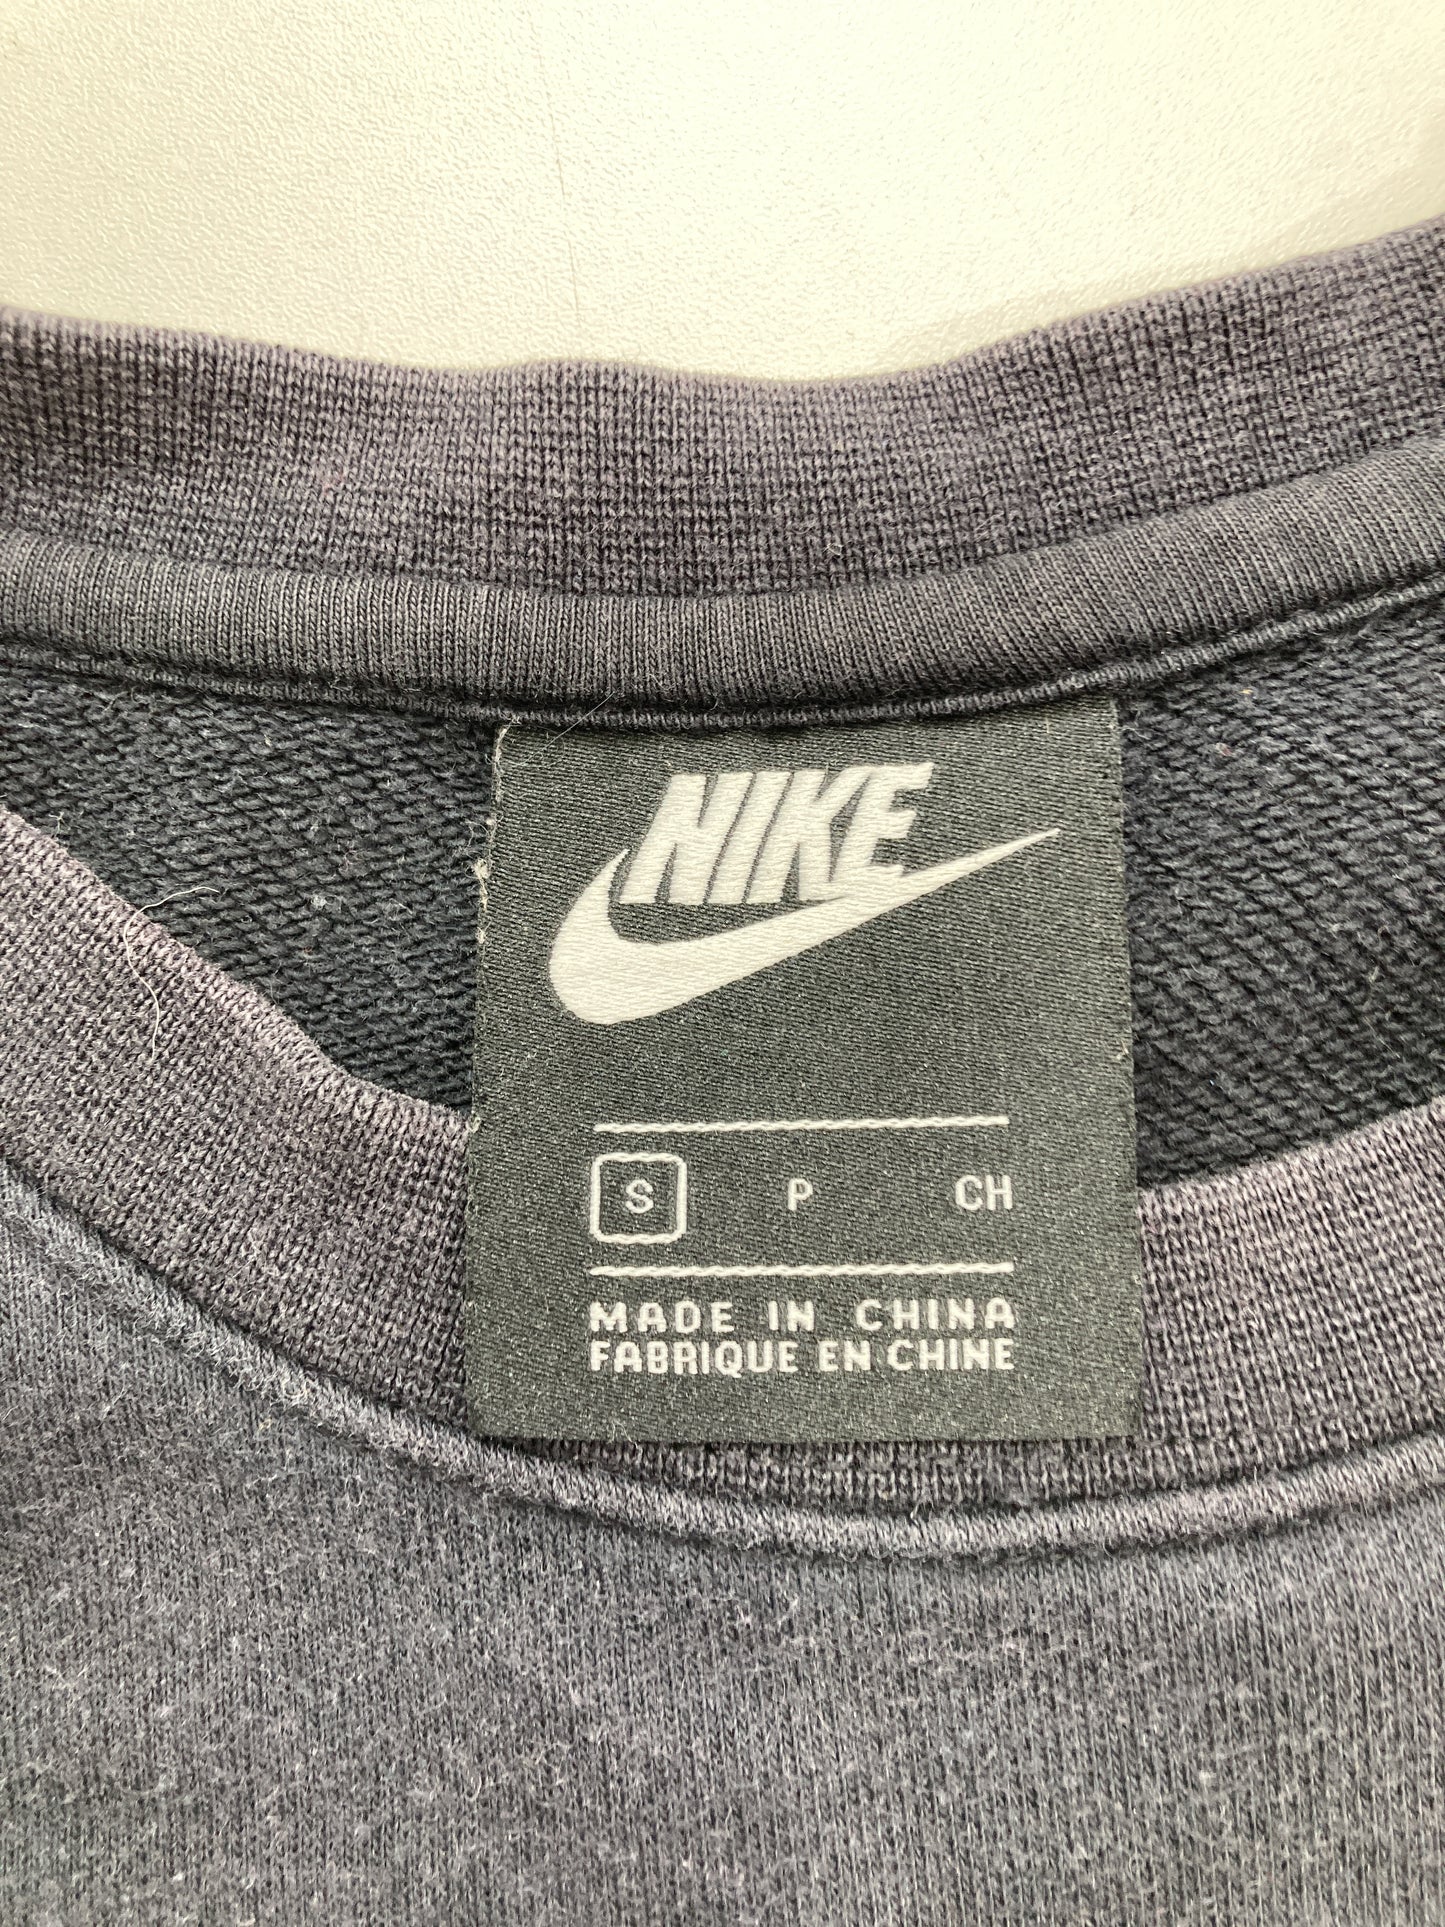 NIKE
S P CH
MADE IN CHINA
FABRIQUE EN CHINE